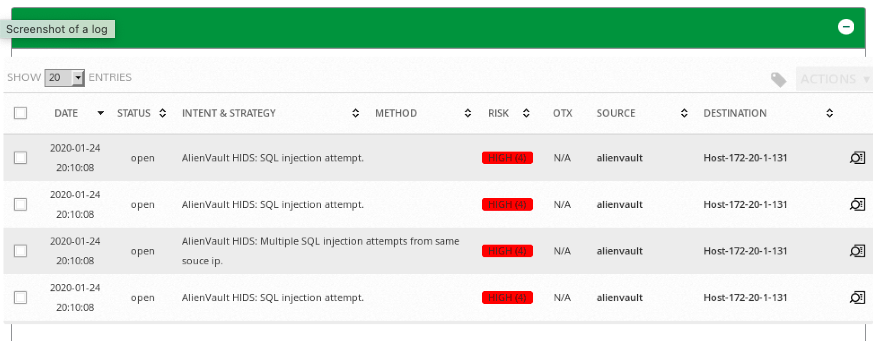 Screenshot of a log
SHOW 20 ENTRIES ACTIONS
DATE STATUS INTENT & STRATEGY METHOD RISK OTX SOURCE DESTINATION
2020-01-24
20:10:08 open AlienVault HIDS: SQL injection attempt. HIGH (4) N/A alienvault Host-172-20-1-131
2020-01-24
20:10:08 open AlienVault HIDS: SQL injection attempt. HIGH (4) N/A alienvault Host-172-20-1-131
2020-01-24 AlienVault HIDS: Multiple SQL injection attempts from same
20:10:08 open souce ip. HIGH (4) N/A alienvault Host-172-20-1-131
2020-01-24
20:10:08 open AlienVault HIDS: SQL injection attempt. HIGH (4) N/A alienvault Host-172-20-1-131